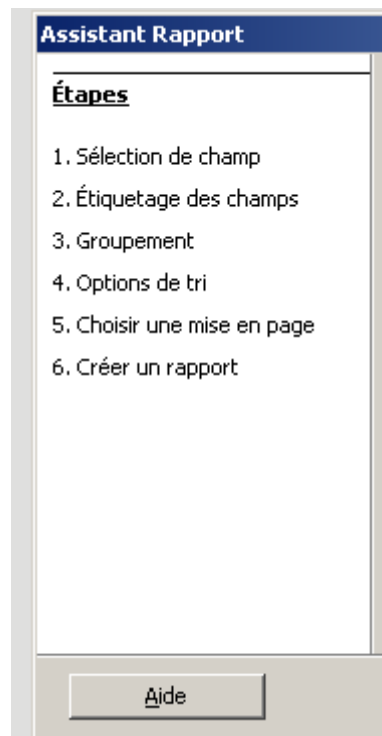 Assistant Rapport
Étapes
1. Sélection de champ
2. Étiquetage des champs
3. Groupement
4. Options de tri
5. Choisir une mise en page
6. Créer un rapport
Aide